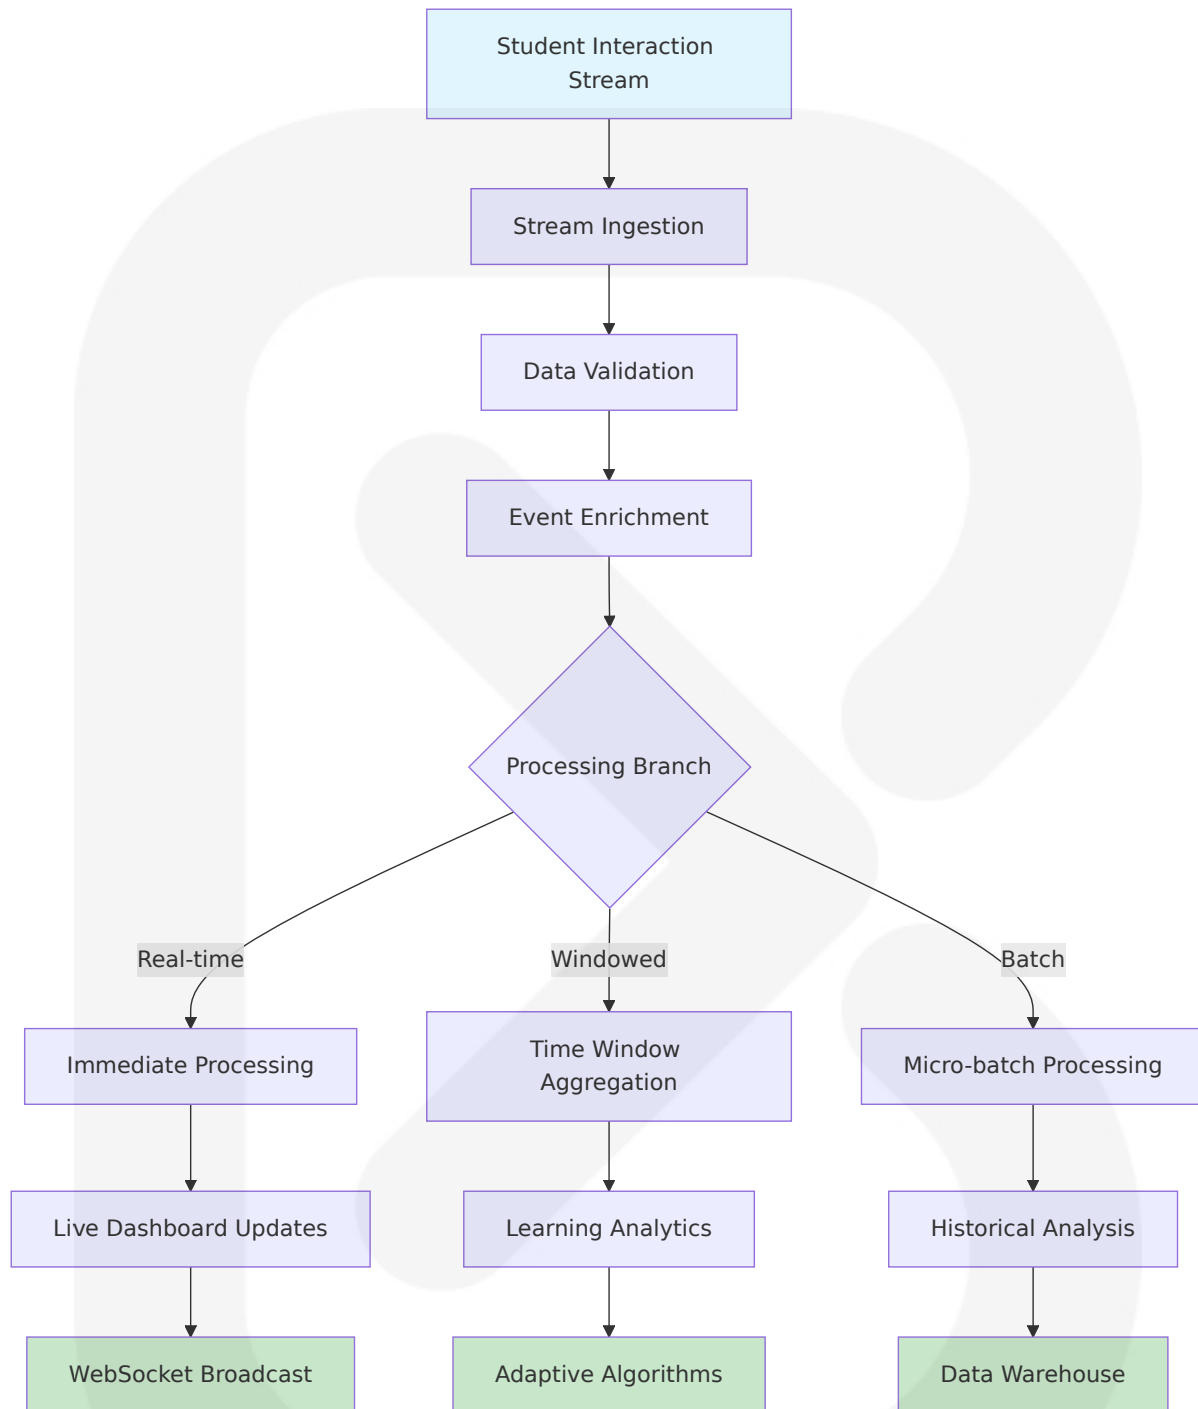 Student Interaction
Stream
Stream Ingestion
Data Validation
Event Enrichment
Processing Branch
Real-time
Windowed
Batch
Immediate Processing
Time Window
Aggregation
Micro-batch Processing
Live Dashboard Updates
Learning Analytics
Historical Analysis
WebSocket Broadcast
Adaptive Algorithms
Data Warehouse